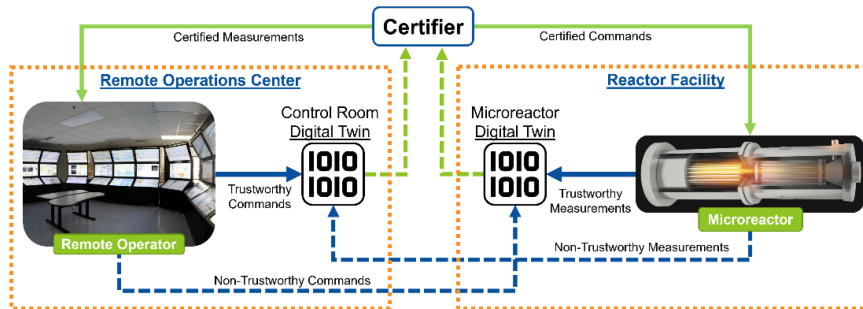 Certifier
Certified Measurements
Certified Commands
Remote Operations Center
Reactor Facility
Control Room
Digital Twin
Microreactor
Digital Twin
1010
1010
1010
1010
Trustworthy
Commands
Trustworthy
Measurements
Remote Operator
Microreactor
Non-Trustworthy Measurements
Non-Trustworthy Commands